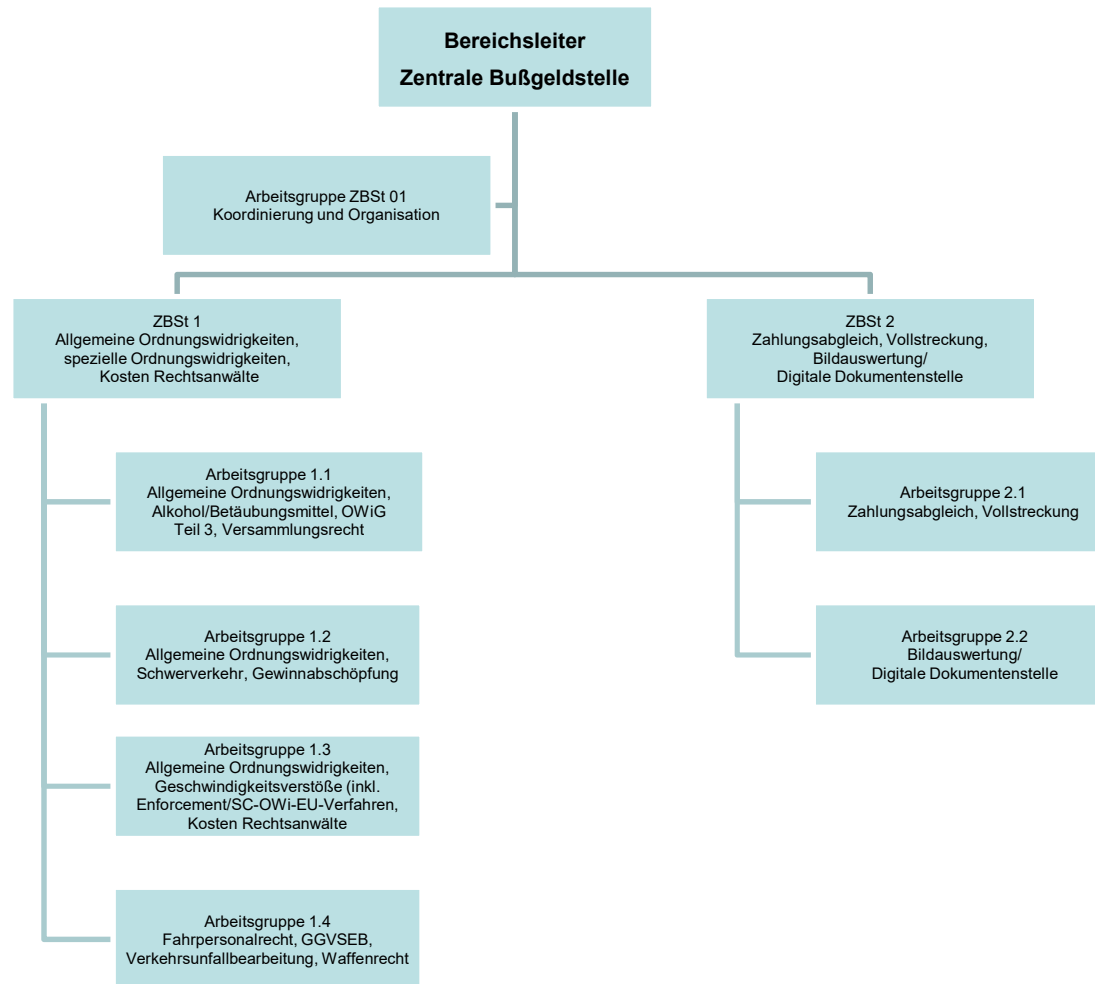 Bereichsleiter
Zentrale Bußgeldstelle
Arbeitsgruppe ZBSt 01
Koordinierung und Organisation
ZBSt 1
Allgemeine Ordnungswidrigkeiten,
spezielle Ordnungswidrigkeiten,
Kosten Rechtsanwälte
Arbeitsgruppe 1.1
Allgemeine Ordnungswidrigkeiten,
Alkohol/Betäubungsmittel, OWiG
Teil 3, Versammlungsrecht
Arbeitsgruppe 1.2
Allgemeine Ordnungswidrigkeiten,
Schwerverkehr, Gewinnabschöpfung
Arbeitsgruppe 1.3
Allgemeine Ordnungswidrigkeiten,
Geschwindigkeitsverstöße (inkl.
Enforcement/SC-OWi-EU-Verfahren,
Kosten Rechtsanwälte
Arbeitsgruppe 1.4
Fahrpersonalrecht, GGVSEB,
Verkehrsunfallbearbeitung, Waffenrecht
ZBSt 2
Zahlungsabgleich, Vollstreckung,
Bildauswertung/
Digitale Dokumentenstelle
Arbeitsgruppe 2.1
Zahlungsabgleich, Vollstreckung
Arbeitsgruppe 2.2
Bildauswertung/
Digitale Dokumentenstelle